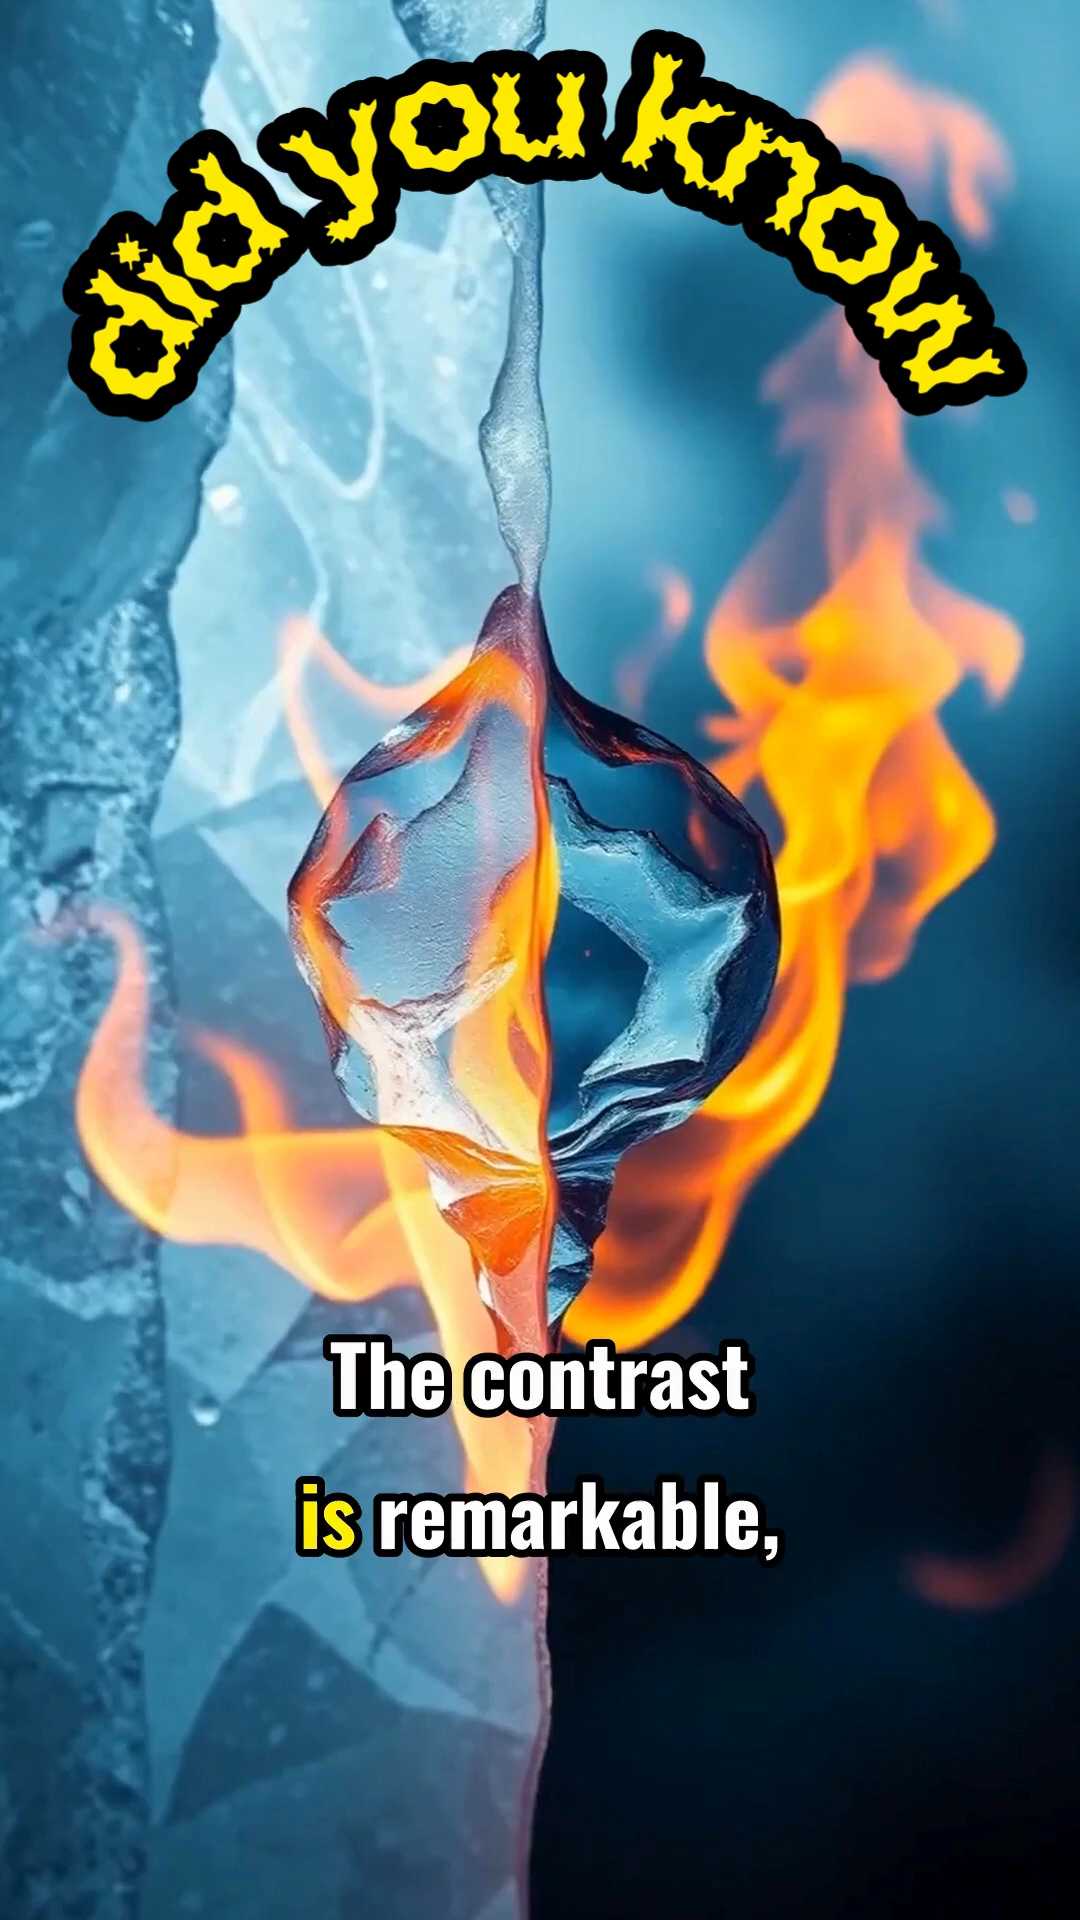 did you know
The contrast
is remarkable,